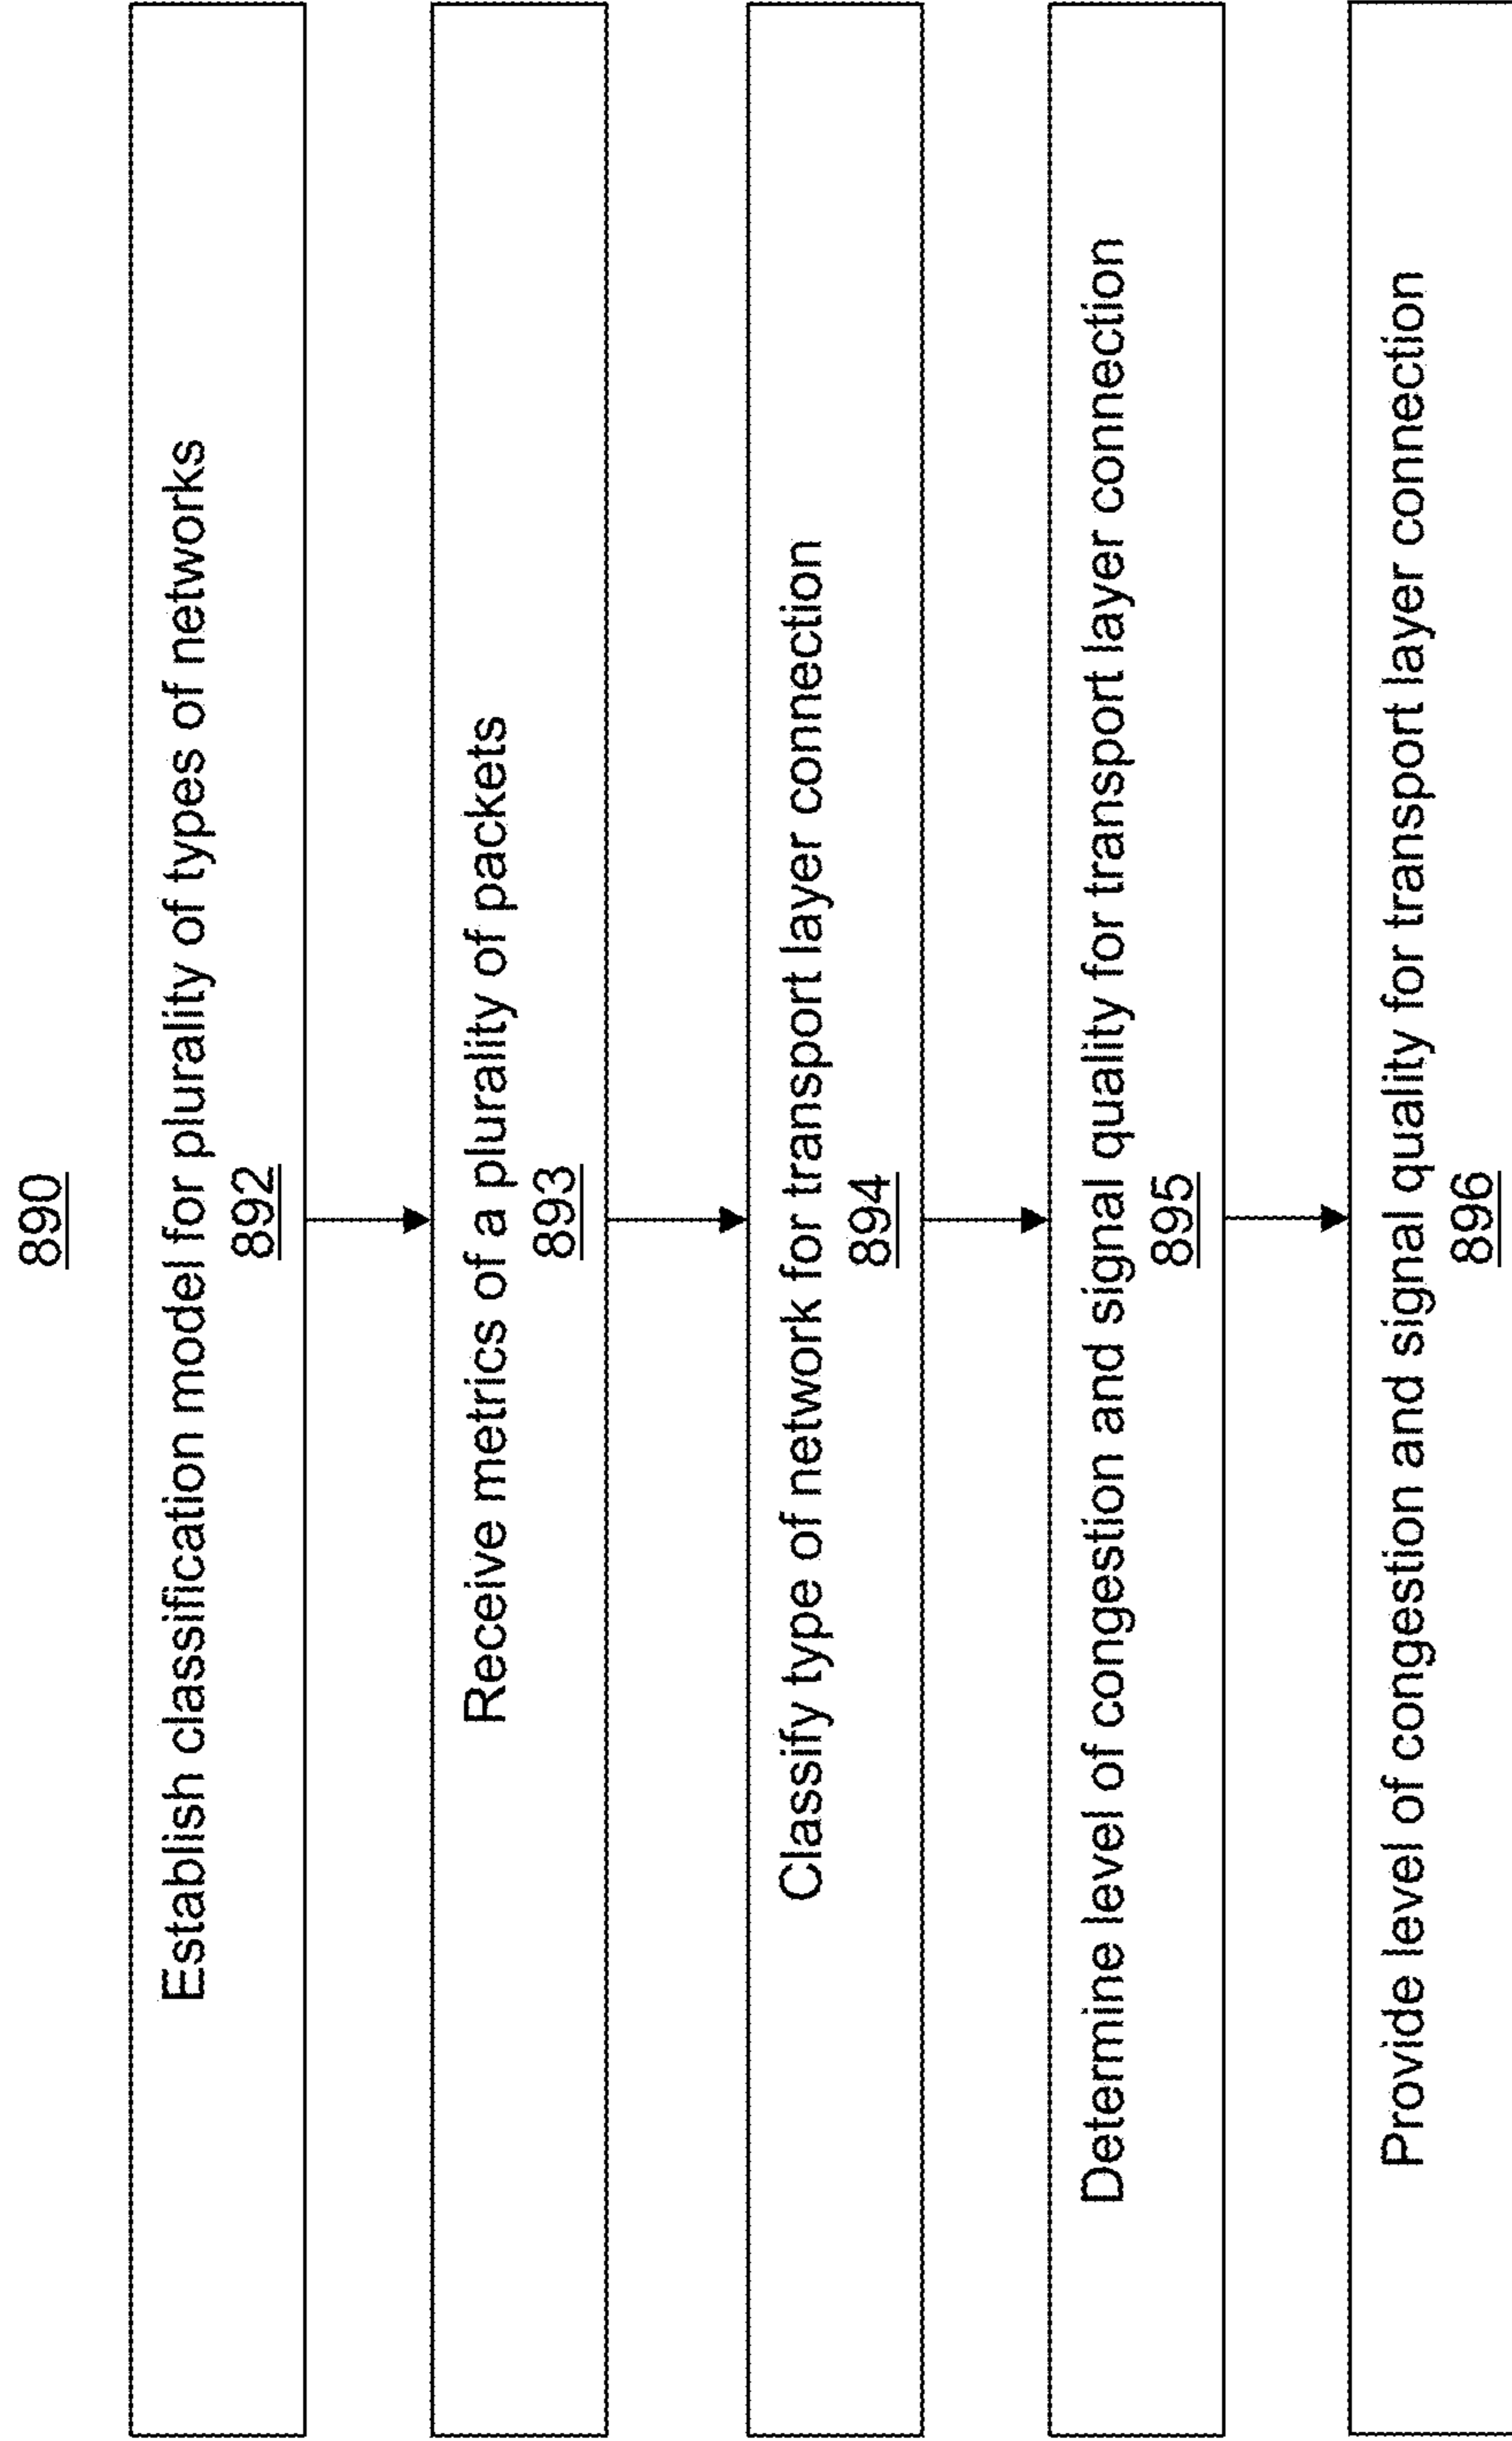 890
Establish classification model for plurality of types of networks
892
Receive metrics of a plurality of packets
893
Classify type of network for transport layer connection
894
Determine level of congestion and signal quality for transport layer connection
895
Provide level of congestion and signal quality for transport layer connection
896